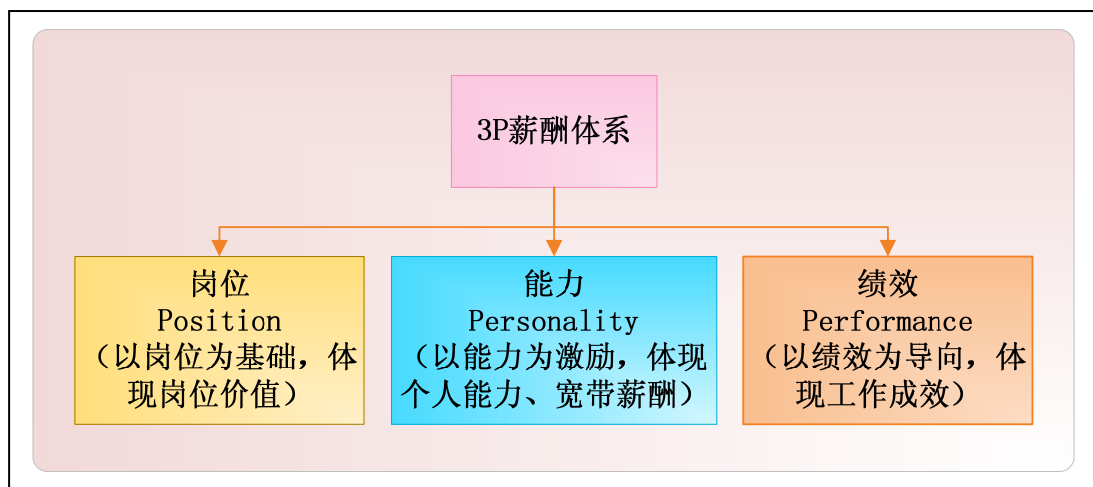 3P薪酬体系
岗位
Position
（以岗位为基础，体
现岗位价值）
能力
Personality
（以能力为激励，体现
个人能力、宽带薪酬）
绩效
Performance
（以绩效为导向，体
现工作成效）